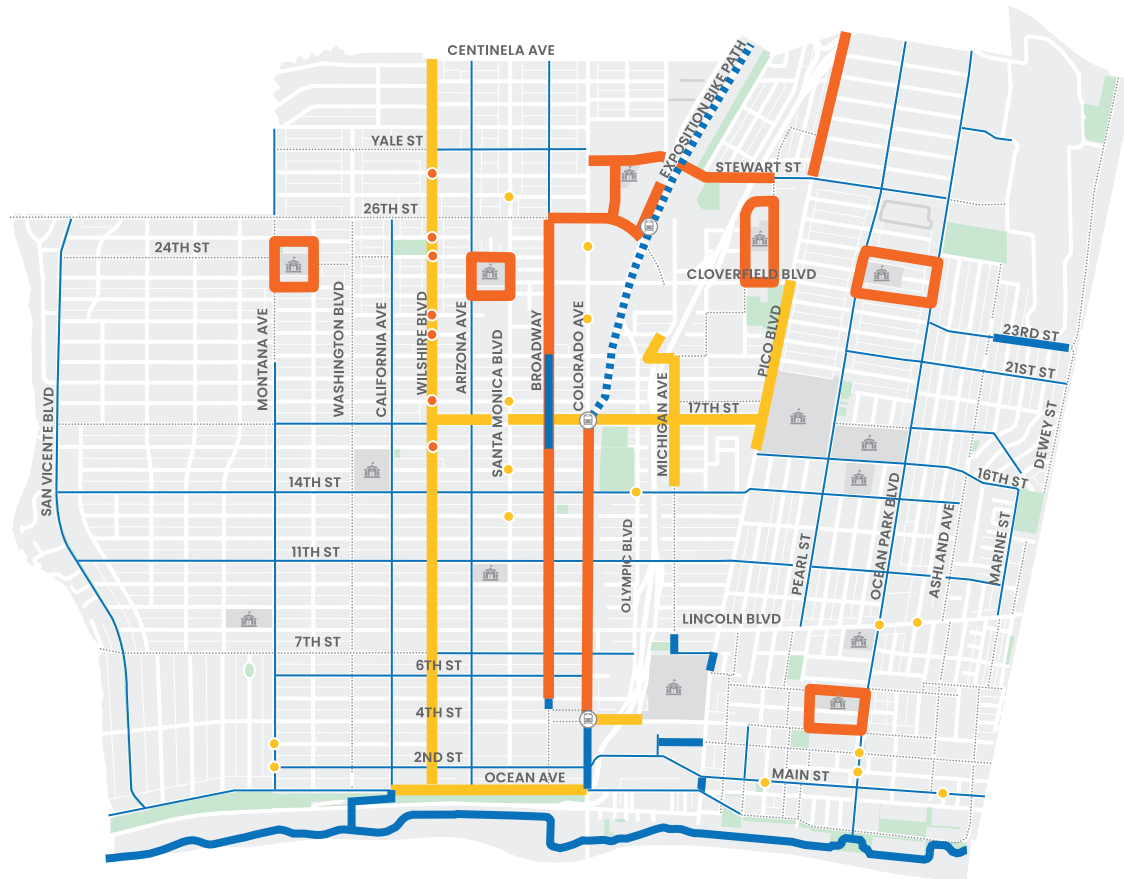 CENTINELA AVE
EXPOSITION BIKE PATH
YALE ST
STEWART ST
26TH ST
24TH ST
CLOVERFIELD BLVD
MONTANA AVE
WASHINGTON BLVD
CALIFORNIA AVE
WILSHIRE BLVD
ARIZONA AVE
SANTA MONICA BLVD
BROADWAY
COLORADO AVE
PICO BLVD
23RD ST
21ST ST
SAN VICENTE BLVD
MICHIGAN AVE
17TH ST
DEWEY ST
16TH ST
14TH ST
11TH ST
OLYMPIC BLVD
PEARL ST
OCEAN PARK BLVD
ASHLAND AVE
MARINE ST
LINCOLN BLVD
7TH ST
6TH ST
4TH ST
2ND ST
OCEAN AVE
MAIN ST